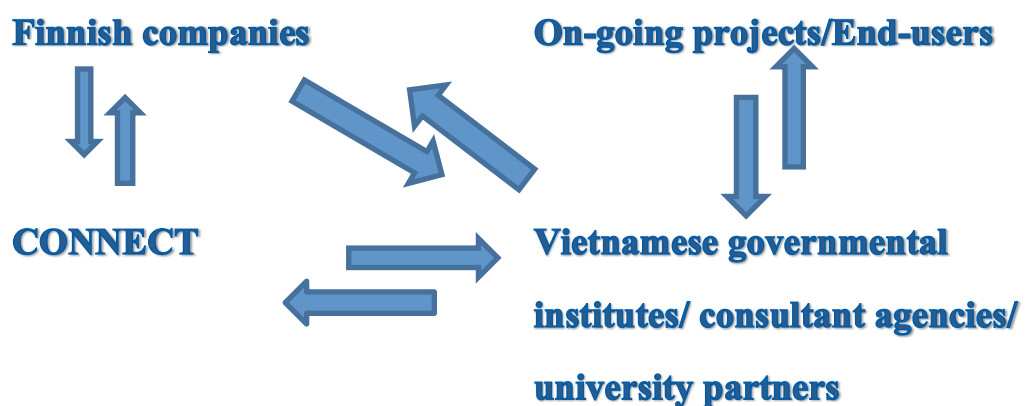 Finnish companies
On-going projects/End-users
CONNECT
Vietnamese governmental
institutes/ consultant agencies/
university partners